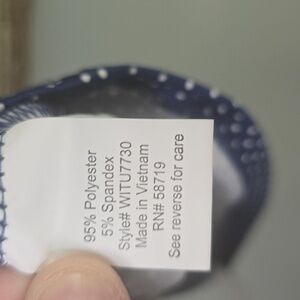 95% Polyester
5% Spandex
Style# WITU7730
Made in Vietnam
RN# 58719
See reverse for care